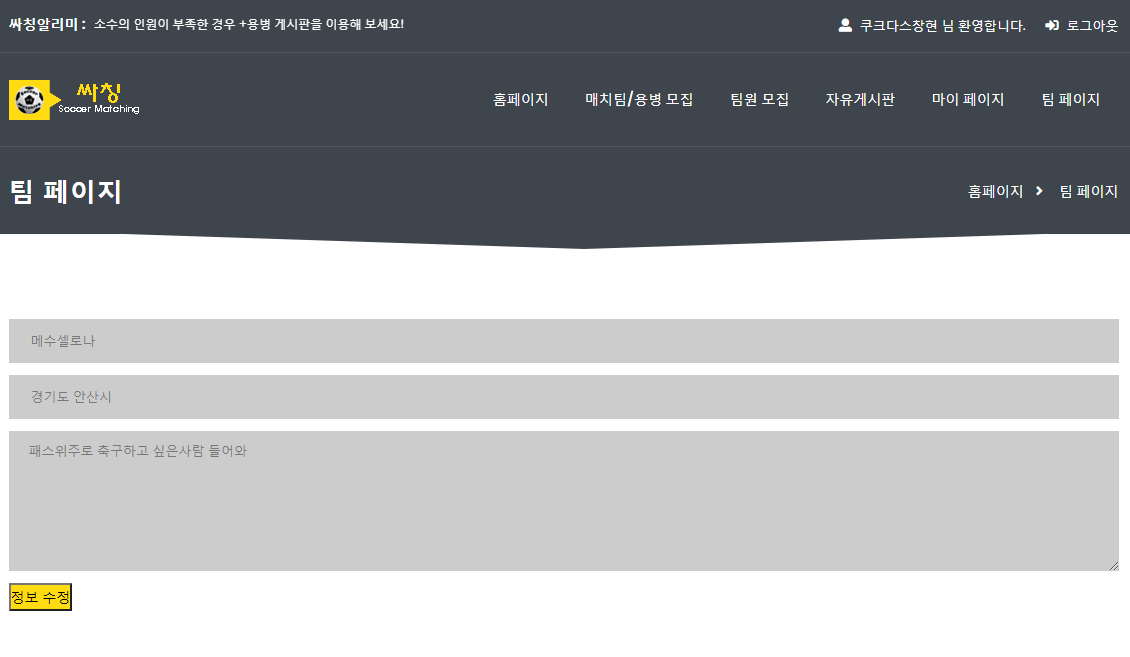 싸칭알리미 : 소수의 인원이 부족한 경우 +용병 게시판을 이용해 보세요!
쿠크다스창현 님 환영합니다. 로그아웃
싸칭
Soccer Matching
홈페이지 매치팀/용병 모집 팀원 모집 자유게시판 마이 페이지 팀 페이지
팀 페이지
홈페이지 팀 페이지
메수셀로나
경기도 안산시
패스위주로 축구하고 싶은사람 들어와
정보 수정